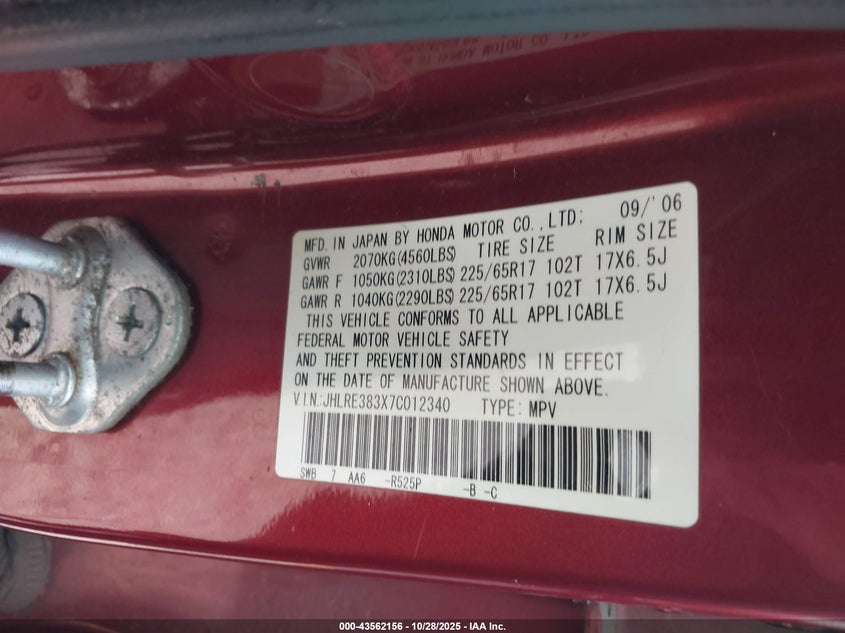 MFD. IN JAPAN BY HONDA MOTOR CO.,LTD: 09/'06
GVWR 2070KG(4560LBS) TIRE SIZE RIM SIZE
GAWR F 1050KG(2310LBS) 225/65R17 102T 17X6.5J
GAWR R 1040KG(2290LBS) 225/65R17 102T 17X6.5J
THIS VEHICLE CONFORMS TO ALL APPLICABLE
FEDERAL MOTOR VEHICLE SAFETY
AND THEFT PREVENTION STANDARDS IN EFFECT
ON THE DATE OF MANUFACTURE SHOWN ABOVE.
V.I.N.:JHLRE383X7C012340 TYPE: MPV
SWB 7 AA6 -R525P -B -C
000-43562156 | 10/28/2025 - IAA Inc.